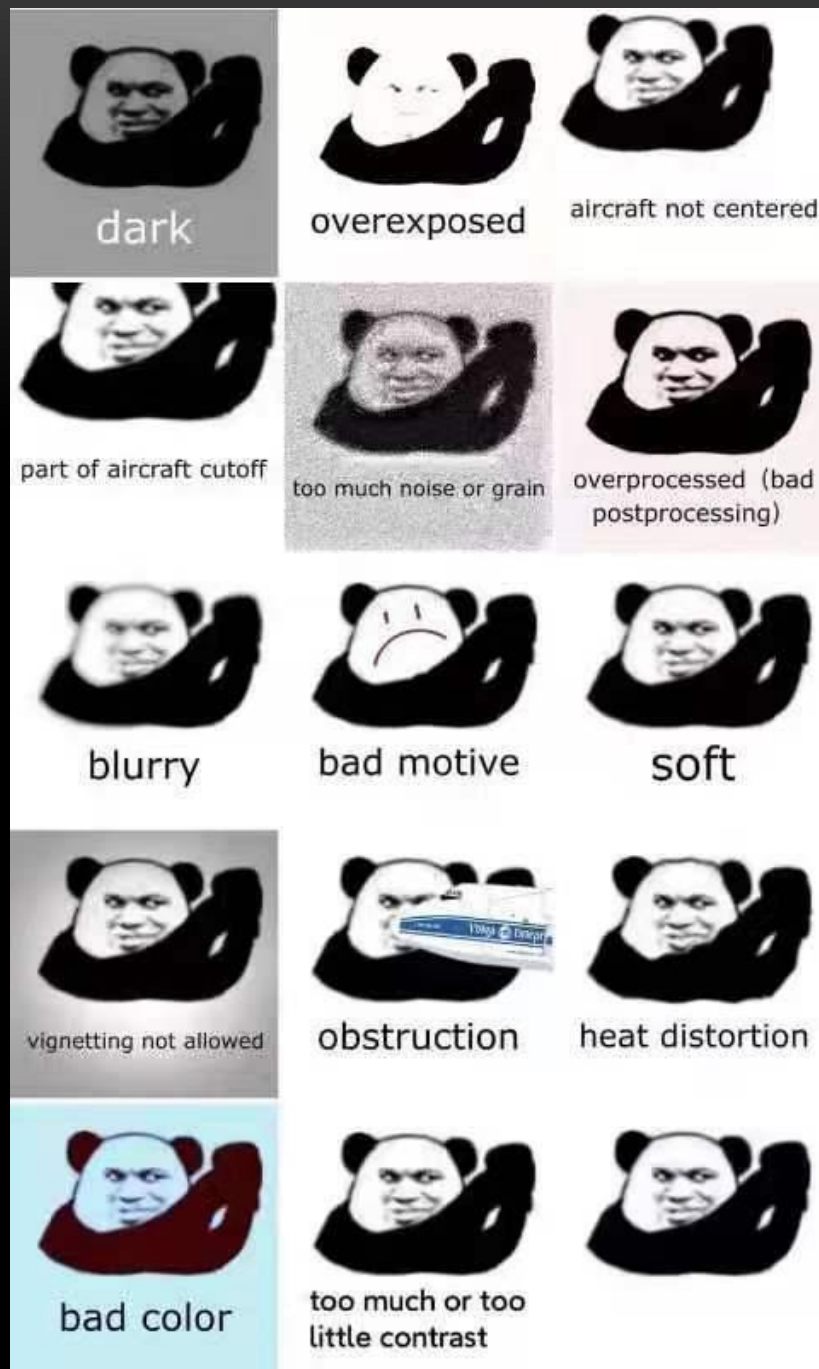 dark
overexposed
aircraft not centered
part of aircraft cutoff
too much noise or grain
overprocessed (bad
postprocessing)
blurry
bad motive
soft
vignetting not allowed
obstruction
heat distortion
bad color
too much or too
little contrast